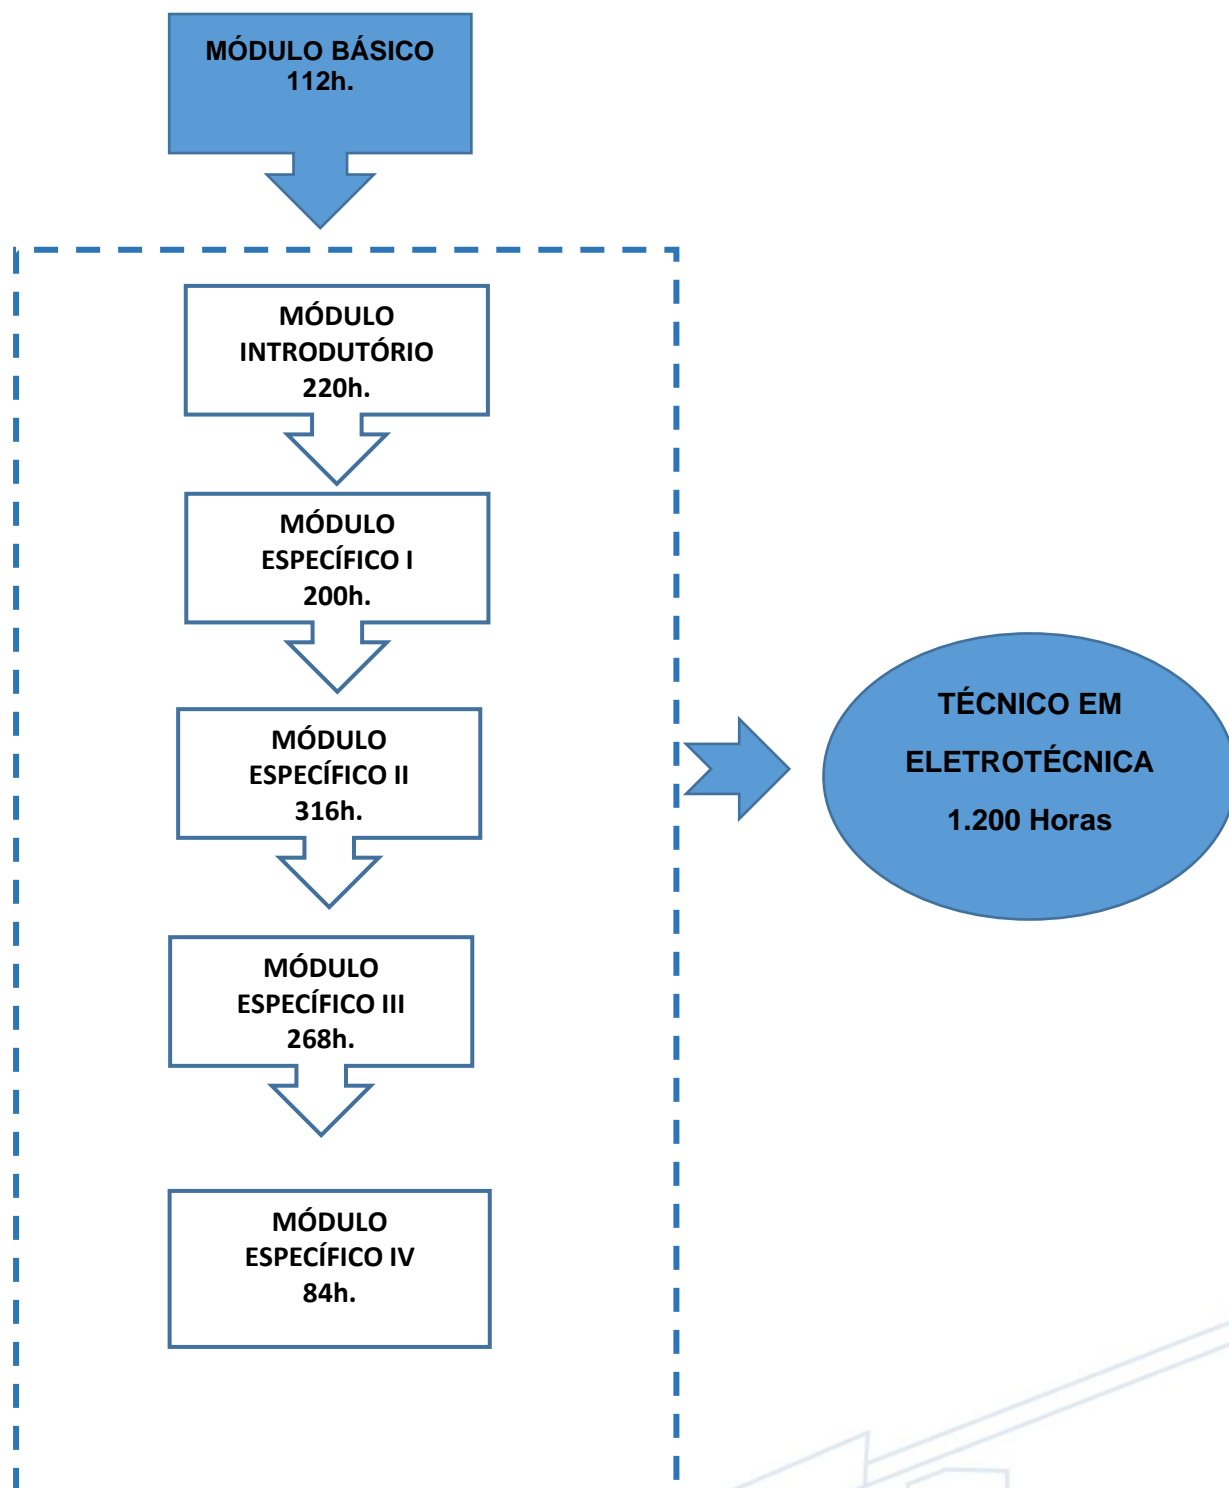 MÓDULO BÁSICO
112h.
MÓDULO
INTRODUTÓRIO
220h.
MÓDULO
ESPECÍFICO I
200h.
MÓDULO
ESPECÍFICO II
316h.
MÓDULO
ESPECÍFICO III
268h.
MÓDULO
ESPECÍFICO IV
84h.
TÉCNICO EM
ELETROTÉCNICA
1.200 Horas